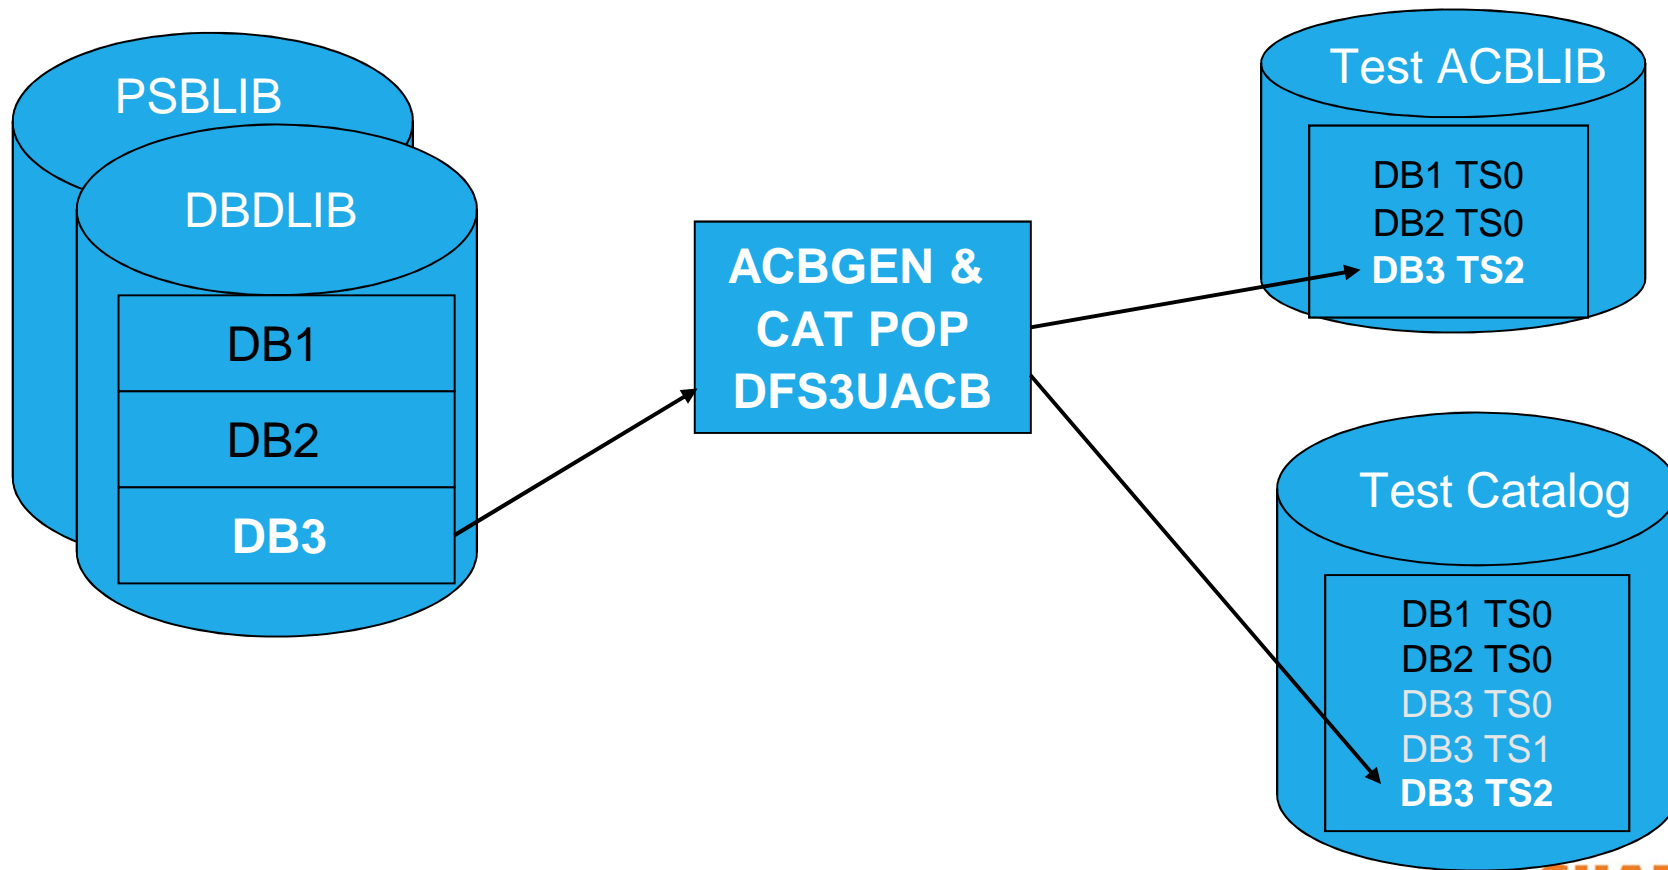 PSBLIB
DBDLIB
DB1
DB2
DB3
ACBGEN &
CAT POP
DFS3UACB
Test ACBLIB
DB1 TS0
DB2 TS0
DB3 TS2
Test Catalog
DB1 TS0
DB2 TS0
DB3 TS0
DB3 TS1
DB3 TS2